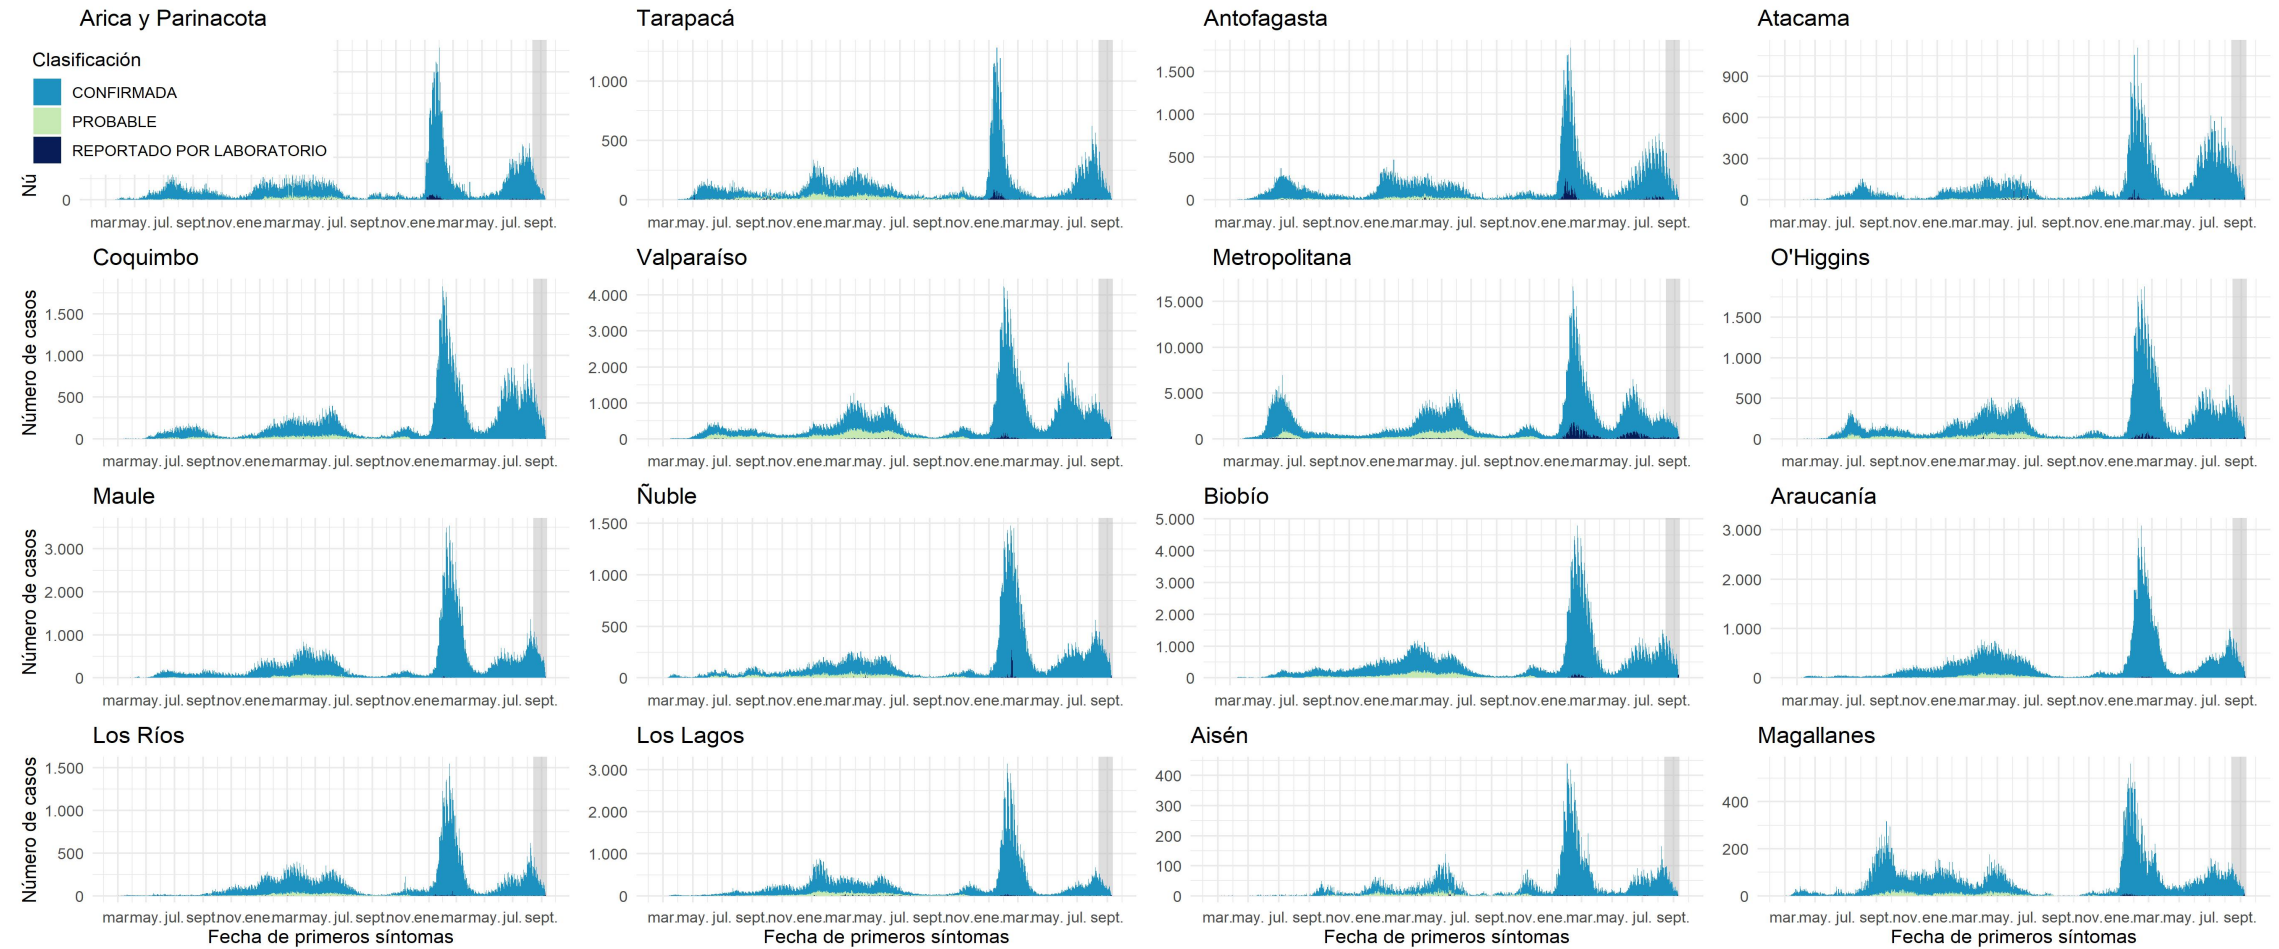 Arica y Parinacota
Clasificación
CONFIRMADA
PROBABLE
REPORTADO POR LABORATORIO
Nú
0
mar.may. jul. sept.nov.ene.mar.may. jul. sept.nov.ene.mar.may. jul. sept.
Tarapacá
1.000
500
0
mar.may. jul. sept.nov.ene.mar.may. jul. sept.nov.ene.mar.may. jul. sept.
Antofagasta
1.500
1.000
500
0
mar.may. jul. sept.nov.ene.mar.may. jul. sept.nov.ene.mar.may. jul. sept.
Atacama
900
600
300
0
mar.may. jul. sept.nov.ene.mar.may. jul. sept.nov.ene.mar.may. jul. sept.
Coquimbo
Número de casos
1.500
1.000
500
0
mar.may. jul. sept.nov.ene.mar.may. jul. sept.nov.ene.mar.may. jul. sept.
Valparaíso
4.000
3.000
2.000
1.000
0
mar.may. jul. sept.nov.ene.mar.may. jul. sept.nov.ene.mar.may. jul. sept.
Metropolitana
15.000
10.000
5.000
0
mar.may. jul. sept.nov.ene.mar.may. jul. sept.nov.ene.mar.may. jul. sept.
O'Higgins
1.500
1.000
500
0
mar.may. jul. sept.nov.ene.mar.may. jul. sept.nov.ene.mar.may. jul. sept.
Maule
Número de casos
3.000
2.000
1.000
0
mar.may. jul. sept.nov.ene.mar.may. jul. sept.nov.ene.mar.may. jul. sept.
Ñuble
1.500
1.000
500
0
mar.may. jul. sept.nov.ene.mar.may. jul. sept.nov.ene.mar.may. jul. sept.
Biobío
5.000
4.000
3.000
2.000
1.000
0
mar.may. jul. sept.nov.ene.mar.may. jul. sept.nov.ene.mar.may. jul. sept.
Araucanía
3.000
2.000
1.000
0
mar.may. jul. sept.nov.ene.mar.may. jul. sept.nov.ene.mar.may. jul. sept.
Los Ríos
Número de casos
1.500
1.000
500
0
mar.may. jul. sept.nov.ene.mar.may. jul. sept.nov.ene.mar.may. jul. sept.
Fecha de primeros síntomas
Los Lagos
3.000
2.000
1.000
0
mar.may. jul. sept.nov.ene.mar.may. jul. sept.nov.ene.mar.may. jul. sept.
Fecha de primeros síntomas
Aisén
400
300
200
100
0
mar.may. jul. sept.nov.ene.mar.may. jul. sept.nov.ene.mar.may. jul. sept.
Fecha de primeros síntomas
Magallanes
400
200
0
mar.may. jul. sept.nov.ene.mar.may. jul. sept.nov.ene.mar.may. jul. sept.
Fecha de primeros síntomas